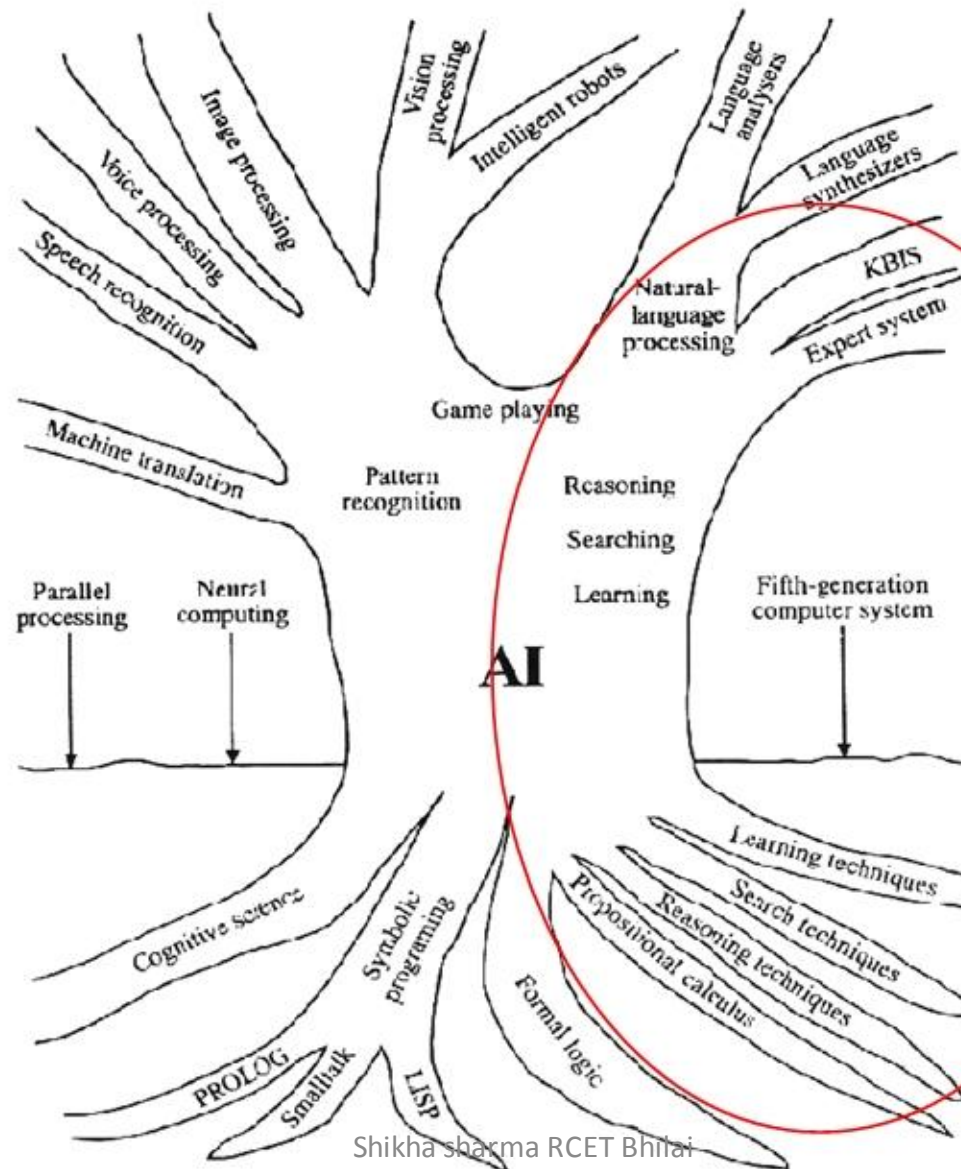 Vision
processing
Intelligent robots
Language
analysers
Language
synthesizers
Image processing
Voice processing
Speech recognition
Machine translation
KBIS
Expert system
Natural-
language
processing
Game playing
Pattern
recognition
Reasoning
Searching
Learning
Parallel
processing
Neural
computing
Fifth-generation
computer system
AI
Learning techniques
Search techniques
Reasoning techniques
Propositional calculus
Cognitive science
Symbolic
programing
Formal logic
PROLOG
Smalltalk
LISP
Shikha sharma RCET Bhilai